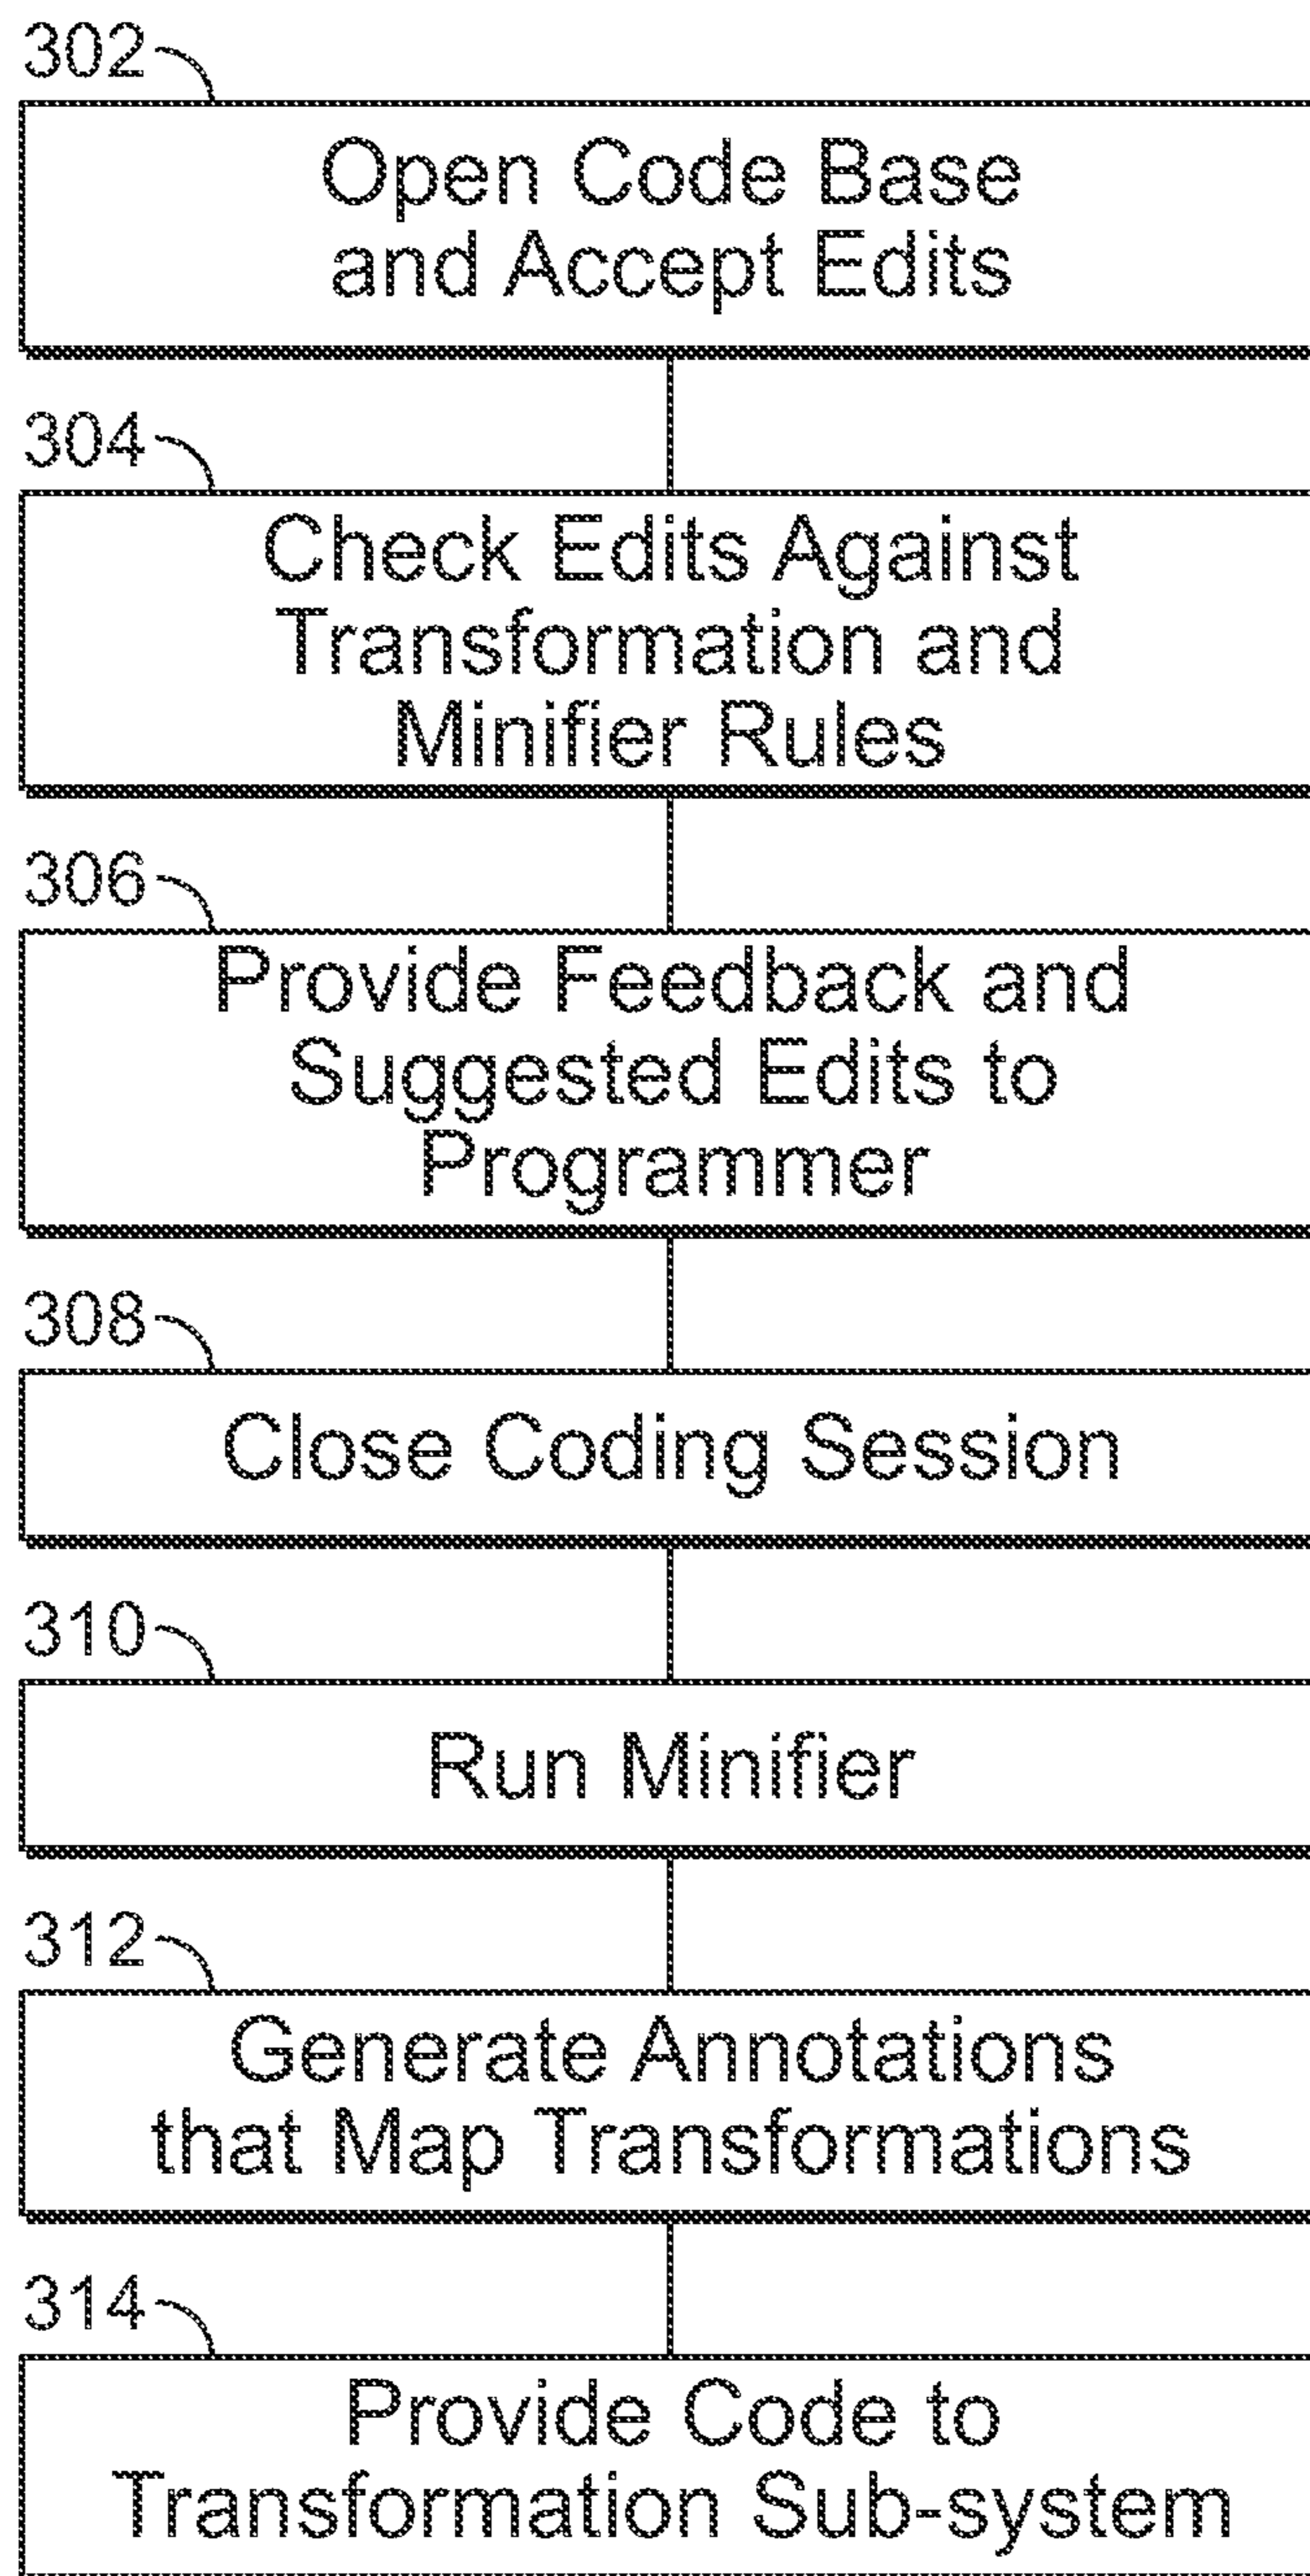 302
Open Code Base
and Accept Edits
304
Check Edits Against
Transformation and
Minifier Rules
306
Provide Feedback and
Suggested Edits to
Programmer
308
Close Coding Session
310
Run Minifier
312
Generate Annotations
that Map Transformations
314
Provide Code to
Transformation Sub-system